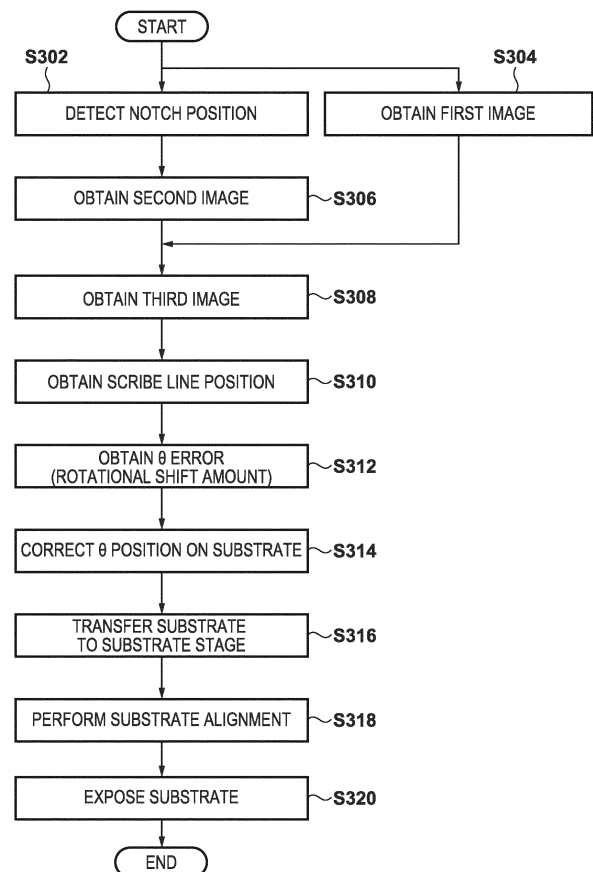 START
S302
S304
DETECT NOTCH POSITION
OBTAIN FIRST IMAGE
OBTAIN SECOND IMAGE
S306
OBTAIN THIRD IMAGE
S308
OBTAIN SCRIBE LINE POSITION
S310
OBTAIN θ ERROR
(ROTATIONAL SHIFT AMOUNT)
S312
CORRECT θ POSITION ON SUBSTRATE
S314
TRANSFER SUBSTRATE
TO SUBSTRATE STAGE
S316
PERFORM SUBSTRATE ALIGNMENT
S318
EXPOSE SUBSTRATE
S320
END